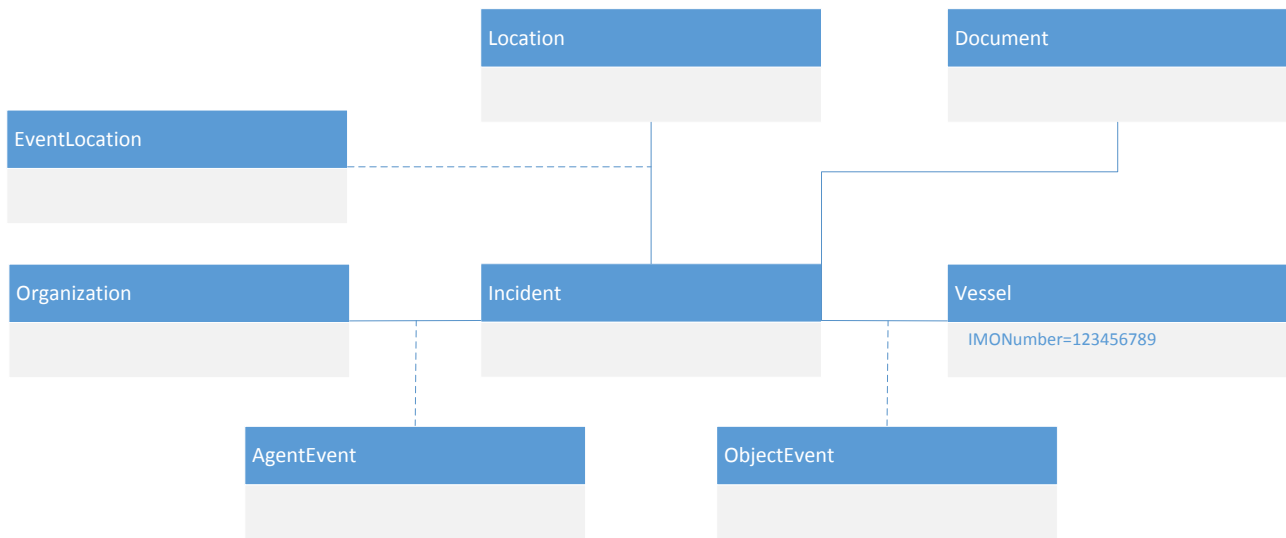 Location
Document
EventLocation
Organization
Incident
Vessel
IMONumber=123456789
AgentEvent
ObjectEvent